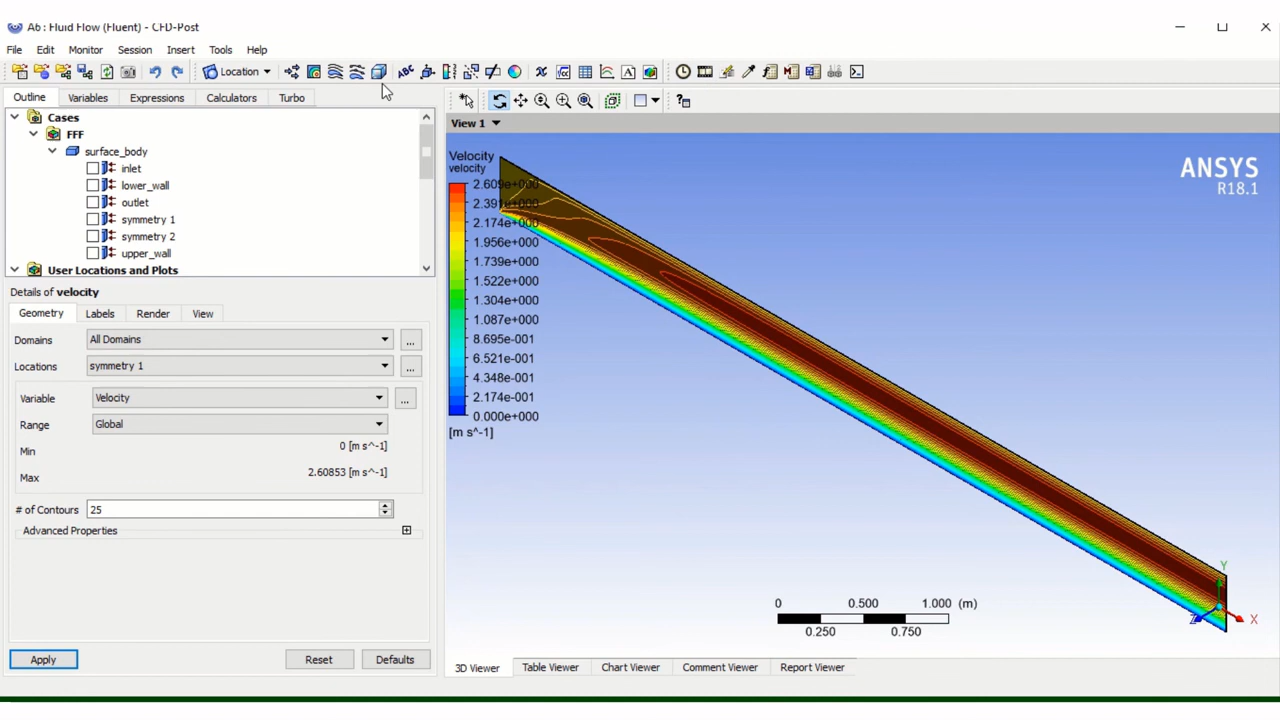 A6 : Fluid Flow (Fluent) - CFD-Post
File Edit Monitor Session Insert Tools Help
Location
Outline Variables Expressions Calculators Turbo
Cases
FFF
surface_body
inlet
lower_wall
outlet
symmetry 1
symmetry 2
upper_wall
User Locations and Plots
Details of velocity
Geometry Labels Render View
Domains All Domains ...
Locations symmetry 1 ...
Variable Velocity ...
Range Global
Min 0 [m s^-1]
Max 2.60853 [m s^-1]
# of Contours 25
Advanced Properties
Apply Reset Defaults
View 1
Velocity
velocity
2.609e+000
2.391e+000
2.174e+000
1.956e+000
1.739e+000
1.522e+000
1.304e+000
1.087e+000
8.695e-001
6.521e-001
4.348e-001
2.174e-001
0.000e+000
[m s^-1]
ANSYS
R18.1
Y
X
Z
0 0.500 1.000 (m)
0.250 0.750
3D Viewer Table Viewer Chart Viewer Comment Viewer Report Viewer